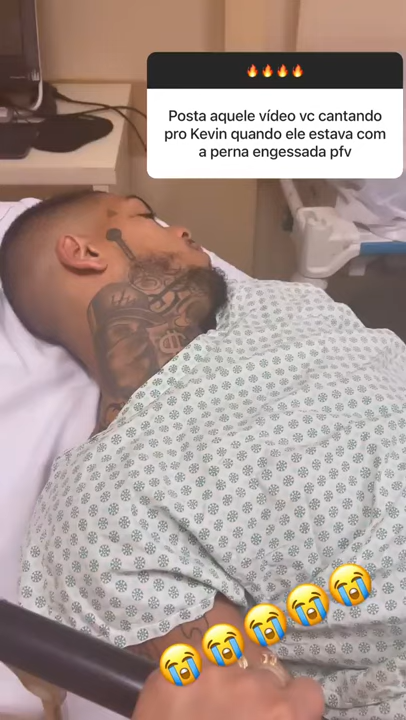 🔥🔥🔥🔥
Posta aquele vídeo vc cantando
pro Kevin quando ele estava com
a perna engessada pfv
😭😭😭😭😭